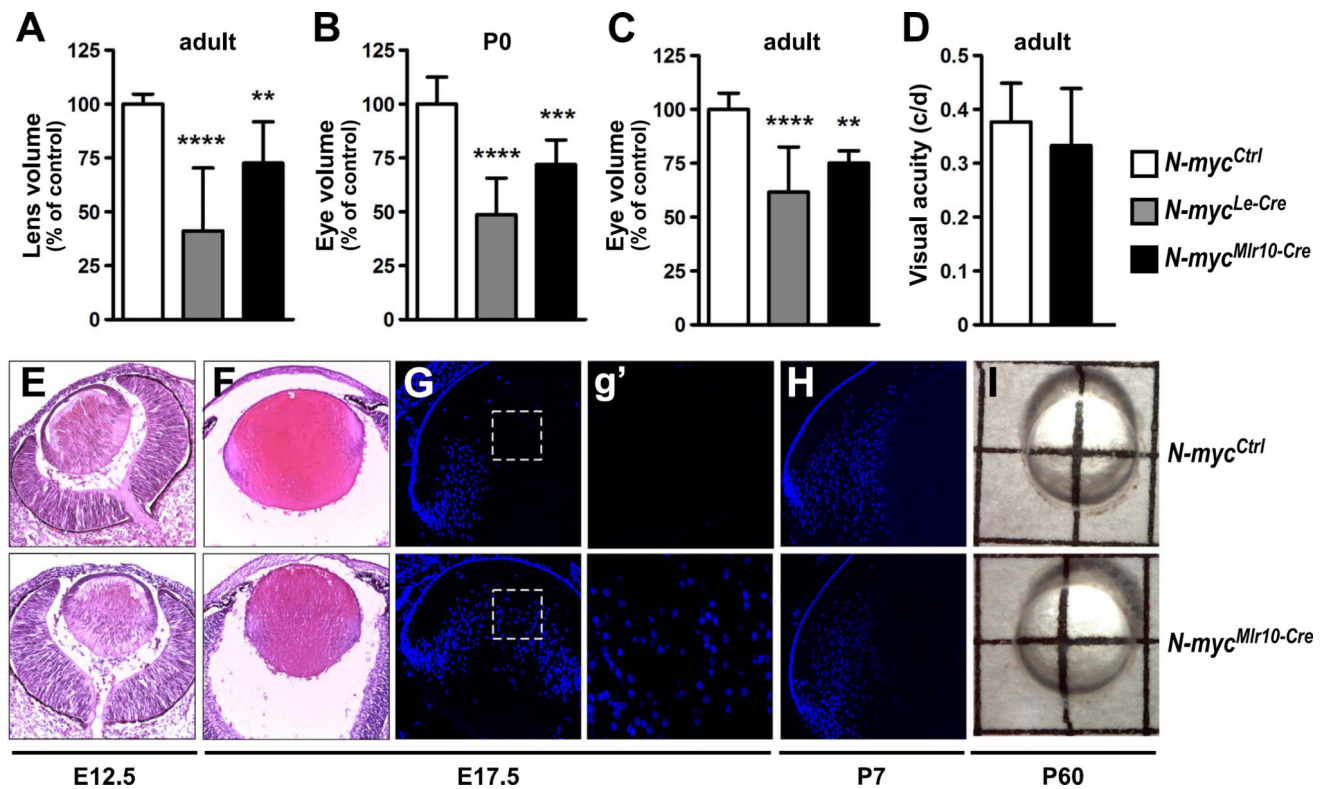 A
adult
Lens volume
(% of control)
125
100
75
50
25
0
****
**
B
P0
Eye volume
(% of control)
125
100
75
50
25
0
****
***
C
adult
Eye volume
(% of control)
125
100
75
50
25
0
****
**
D
adult
Visual acuity (c/d)
0.5
0.4
0.3
0.2
0.1
0
N-myc^Ctrl
N-myc^Le-Cre
N-myc^Mlr10-Cre
E
F
G
g'
H
I
N-myc^Ctrl
N-myc^Mlr10-Cre
E12.5
E17.5
P7
P60